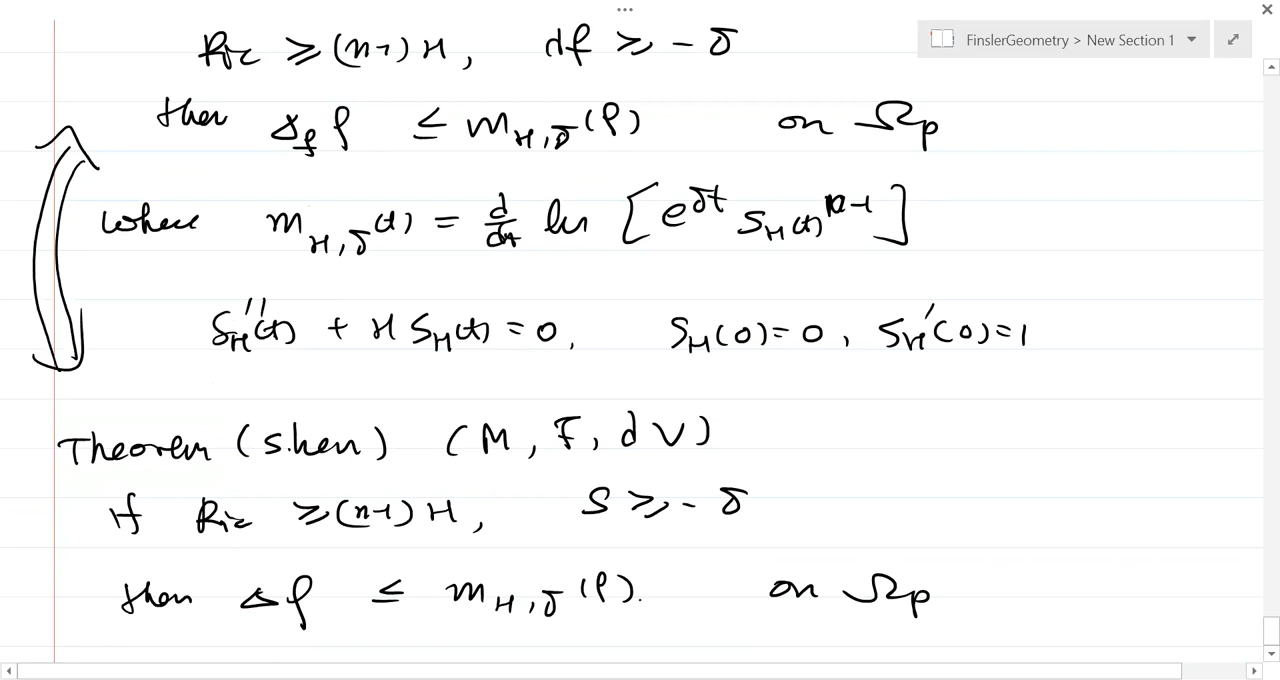 FinslerGeometry > New Section 1
Ric ≥ (n-1) H, df ≥ - δ
then Δ_f ρ ≤ m_{H,δ}(ρ) on Ω_p
where m_{H,δ}(t) = d/dt ln [e^{δt} S_H(t)^{n-1}]
S_H''(t) + H S_H(t) = 0, S_H(0)=0, S_H'(0)=1
Theorem (Shen) (M, F, dV)
If Ric ≥ (n-1) H, S ≥ - δ
then Δρ ≤ m_{H,δ}(ρ). on Ω_p